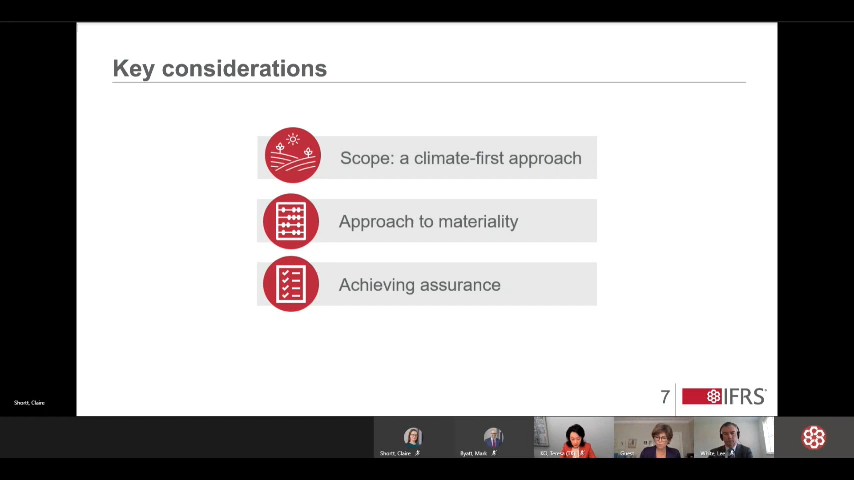 Key considerations
Scope: a climate-first approach
Approach to materiality
Achieving assurance
7
IFRS
Shortt, Claire
Shortt, Claire
Byatt, Mark
Guest
White, Lee